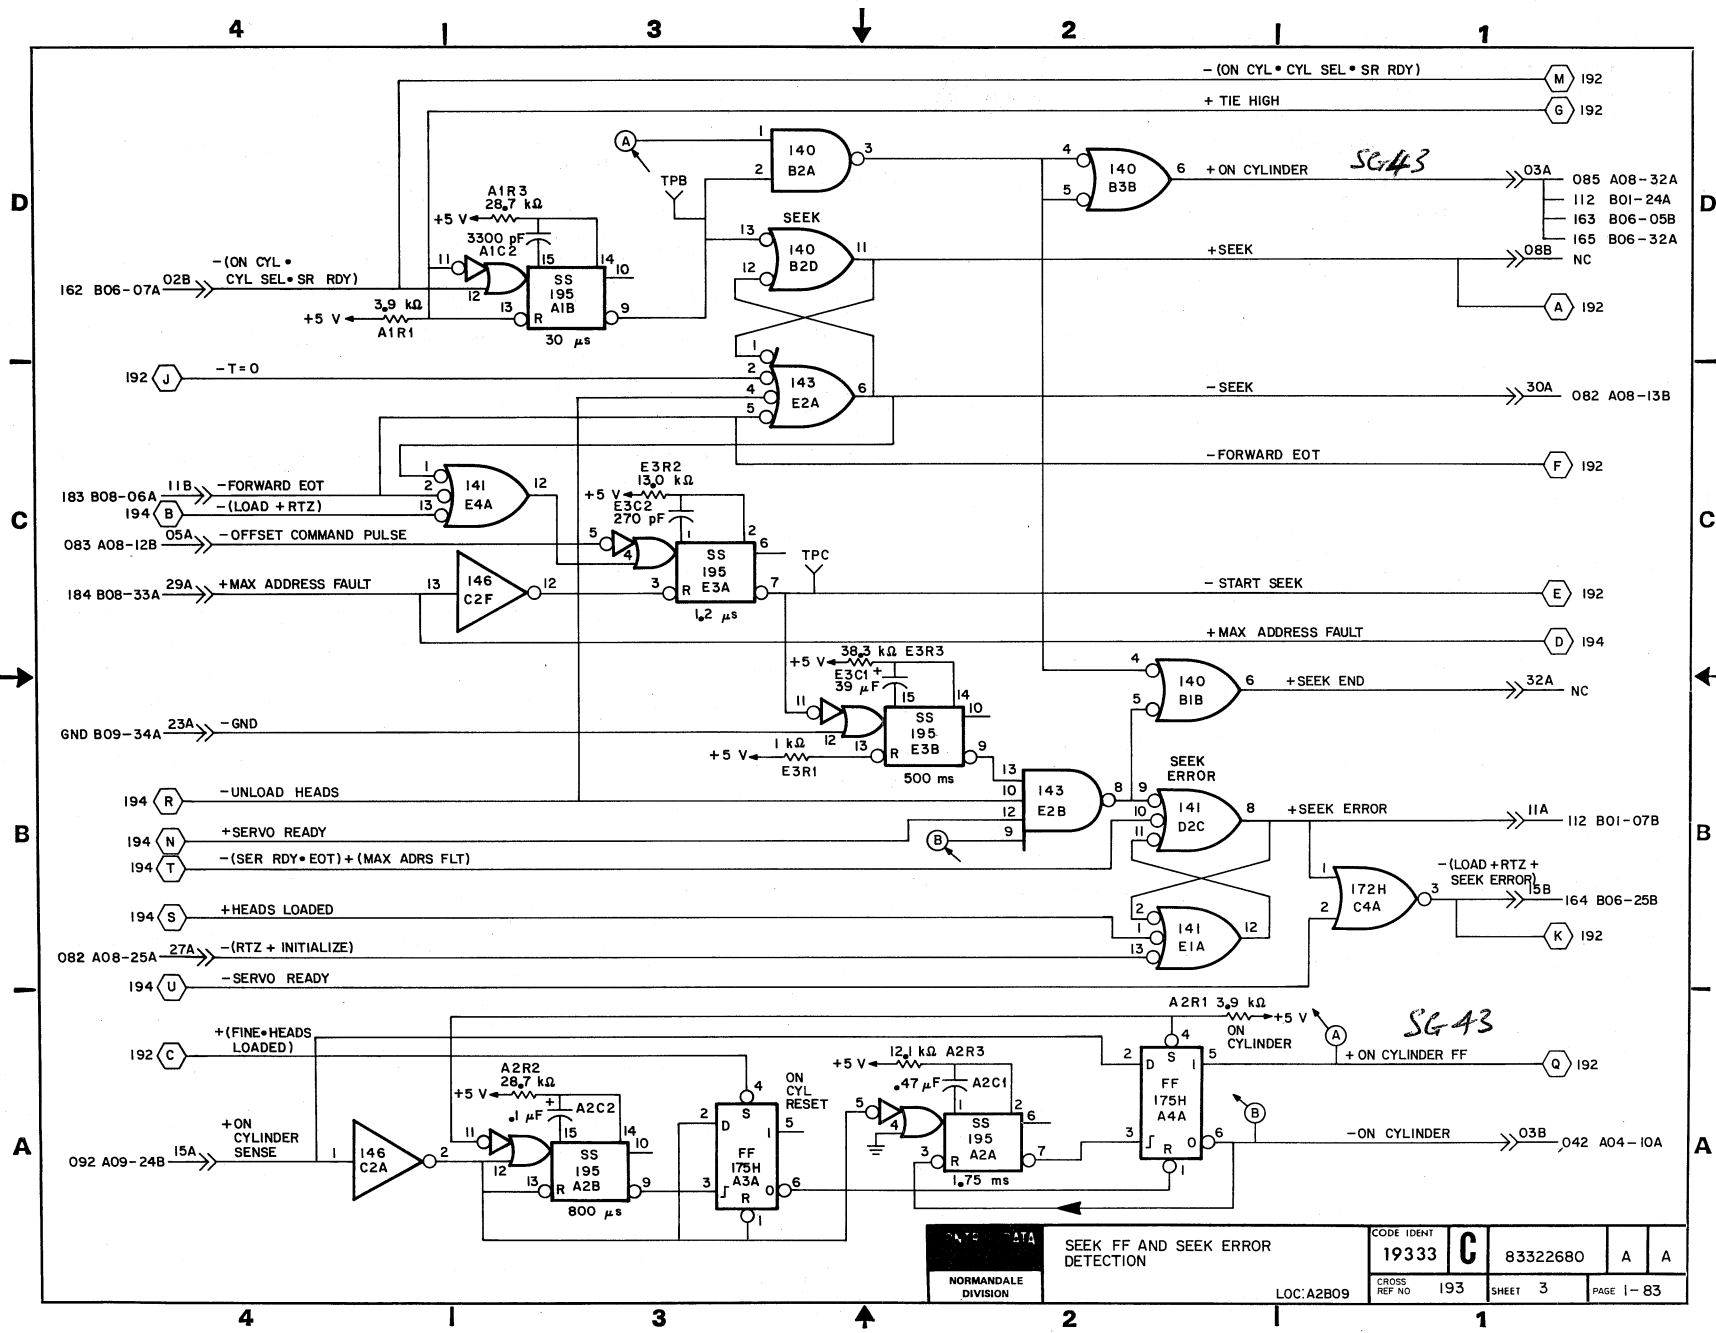 4 3 2 1
-(ON CYL•CYL SEL•SR RDY) M 192
+ TIE HIGH G 192
A 1 140 B2A 3 2
TPB
4 140 B3B 6 5
+ON CYLINDER SG43 03A
085 A08-32A
112 B01-24A
163 B06-05B
165 B06-32A
D D
A1R3
28.7 kΩ
+5 V
3300 pF
A1C2
SEEK
13 140 B2D 11 12
+SEEK 08B NC
A 192
-(ON CYL•
CYL SEL•SR RDY)
162 B06-07A 02B
11 12 15 14 10 SS 195 A1B 13 R 9
30 µs
3.9 kΩ
+5 V
A1R1
192 J -T=0
1 2 4 5 143 E2A 6
-SEEK 30A 082 A08-13B
-FORWARD EOT F 192
183 B08-06A 11B -FORWARD EOT
194 B -(LOAD+RTZ)
1 2 13 141 E4A 12
E3R2
13.0 kΩ
+5 V
E3C2
270 pF
C C
083 A08-12B 05A -OFFSET COMMAND PULSE
5 4 1 2 6 SS 195 E3A 3 R 7
1.2 µs
TPC
184 B08-33A 29A +MAX ADDRESS FAULT
13 146 C2F 12
-START SEEK E 192
+MAX ADDRESS FAULT D 194
38.3 kΩ E3R3
+5 V
E3C1 +
39 µF
4 140 B1B 6 5
+SEEK END 32A NC
GND B09-34A 23A -GND
11 12 15 14 10 SS 195 E3B 13 R 9
500 ms
+5 V 1 kΩ
E3R1
194 R -UNLOAD HEADS
13 10 12 9 143 E2B 8
SEEK
ERROR
9 10 11 141 D2C 8
+SEEK ERROR 11A 112 B01-07B
B B
194 N +SERVO READY
B
194 T -(SER RDY•EOT)+(MAX ADRS FLT)
1 2 172H C4A 3
-(LOAD+RTZ+
SEEK ERROR)
15B 164 B06-25B
K 192
194 S +HEADS LOADED
2 1 13 141 E1A 12
082 A08-25A 27A -(RTZ + INITIALIZE)
194 U -SERVO READY
A2R1 3.9 kΩ
+5 V
ON
CYLINDER
A SG43
192 C +(FINE•HEADS
LOADED)
2 D 4 S 5 1 FF 175H A4A 3 R 0 6 1
+ON CYLINDER FF Q 192
A2R2
28.7 kΩ
+5 V
.1 µF + A2C2
ON
CYL
RESET
12.1 kΩ A2R3
+5 V
.47 µF A2C1
+ON
CYLINDER
SENSE
092 A09-24B 15A
1 146 C2A 2
11 12 15 14 10 SS 195 A2B 13 R 9
800 µs
4 S 2 D 5 1 FF 175H A3A 3 R 0 6 1
5 4 1 2 6 SS 195 A2A 3 R 7
1.75 ms
B
-ON CYLINDER 03B 042 A04-10A
A A
NORMANDALE
DIVISION
SEEK FF AND SEEK ERROR
DETECTION
LOC:A2B09
CODE IDENT
19333 C 83322680 A A
CROSS
REF NO 193 SHEET 3 PAGE 1-83
4 3 2 1